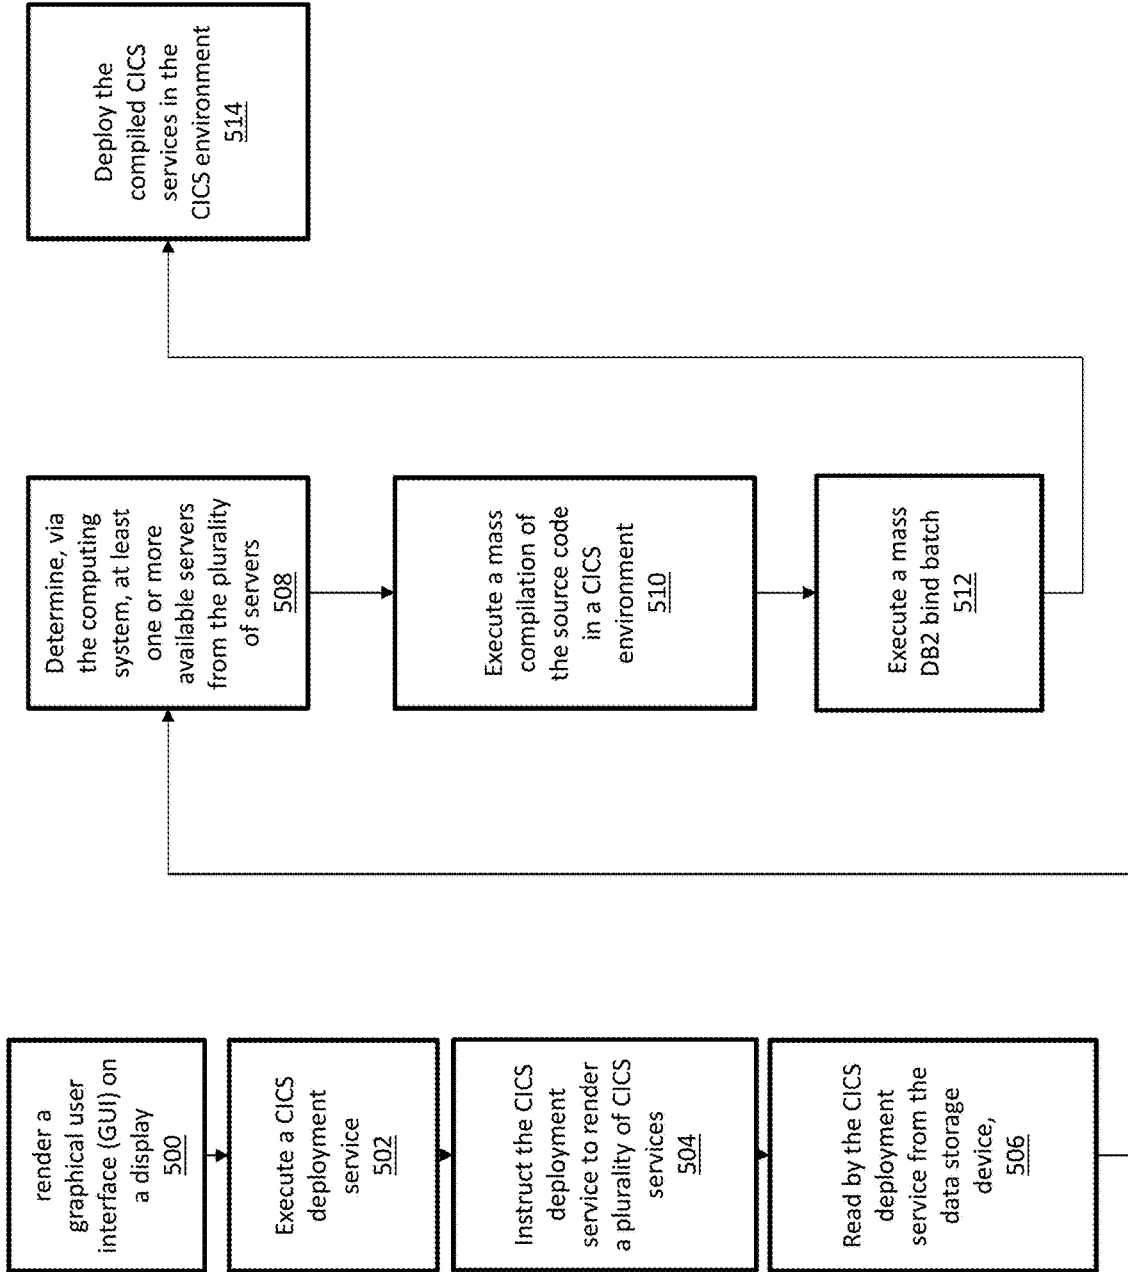 render a
graphical user
interface (GUI) on
a display
500
Execute a CICS
deployment
service
502
Instruct the CICS
deployment
service to render
a plurality of CICS
services
504
Read by the CICS
deployment
service from the
data storage
device,
506
Determine, via
the computing
system, at least
one or more
available servers
from the plurality
of servers
508
Execute a mass
compilation of
the source code
in a CICS
environment
510
Execute a mass
DB2 bind batch
512
Deploy the
compiled CICS
services in the
CICS environment
514